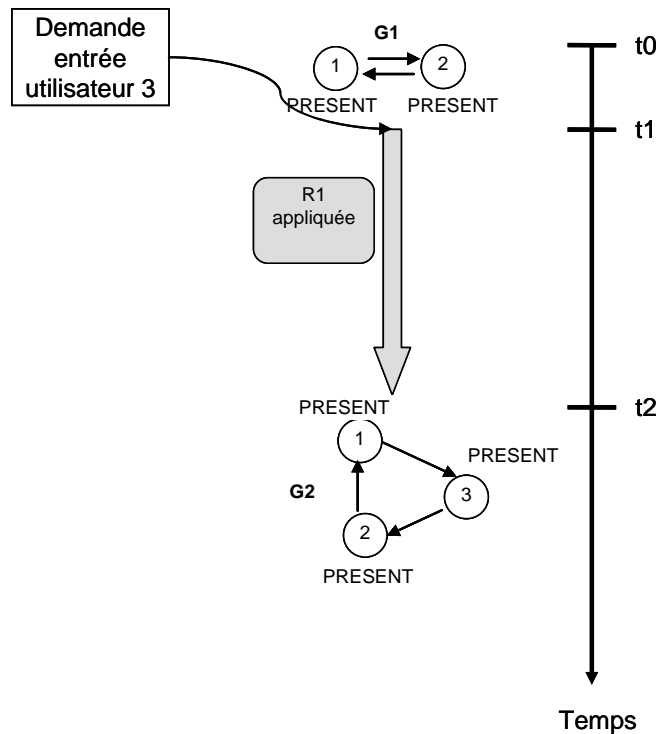 Demande
entrée
utilisateur 3
G1
1
2
PRESENT
PRESENT
t0
t1
R1
appliquée
t2
PRESENT
1
PRESENT
3
G2
2
PRESENT
Temps